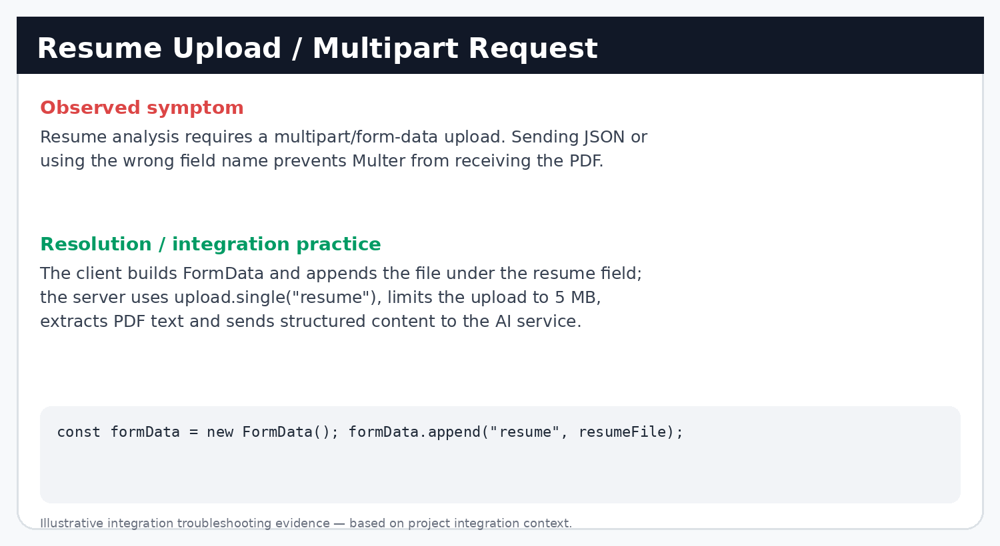 Resume Upload / Multipart Request
Observed symptom
Resume analysis requires a multipart/form-data upload. Sending JSON or
using the wrong field name prevents Multer from receiving the PDF.
Resolution / integration practice
The client builds FormData and appends the file under the resume field;
the server uses upload.single("resume"), limits the upload to 5 MB,
extracts PDF text and sends structured content to the AI service.
const formData = new FormData(); formData.append("resume", resumeFile);
Illustrative integration troubleshooting evidence — based on project integration context.